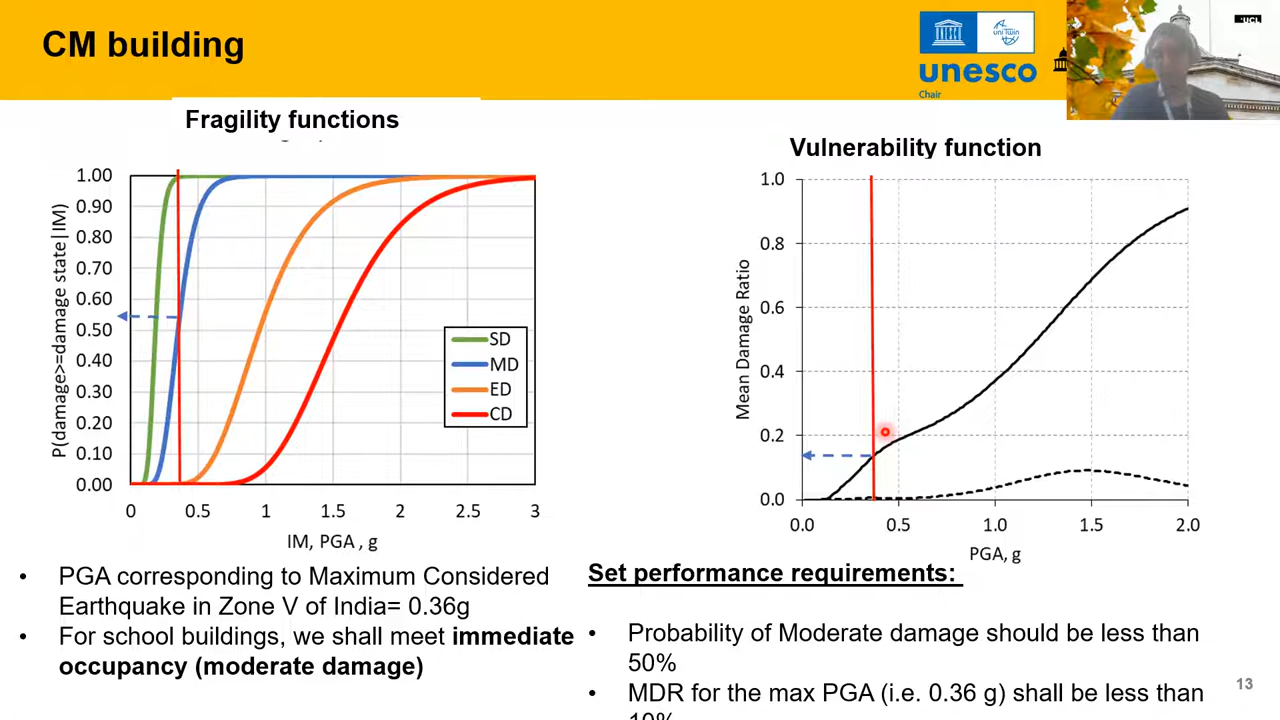 CM building
unesco
Chair
UNITWIN
UCL
Fragility functions
1.00
0.90
0.80
0.70
0.60
0.50
0.40
0.30
0.20
0.10
0.00
P(damage>=damage state|IM)
0
0.5
1
1.5
2
2.5
3
IM, PGA , g
SD
MD
ED
CD
Vulnerability function
1.0
0.8
0.6
0.4
0.2
0.0
Mean Damage Ratio
0.0
0.5
1.0
1.5
2.0
PGA, g
• PGA corresponding to Maximum Considered
Earthquake in Zone V of India= 0.36g
• For school buildings, we shall meet immediate
occupancy (moderate damage)
Set performance requirements:
• Probability of Moderate damage should be less than
50%
• MDR for the max PGA (i.e. 0.36 g) shall be less than
10%
13